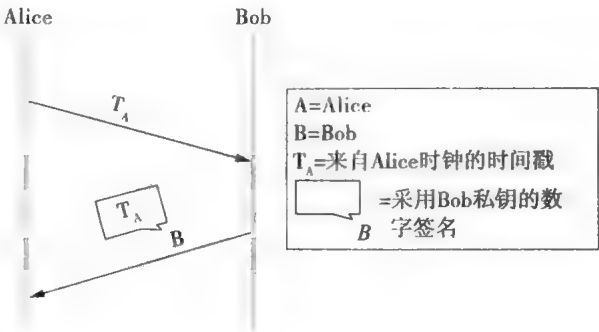 Alice Bob
T_A
T_A
B
A=Alice
B=Bob
T_A=来自Alice时钟的时间戳
=采用Bob私钥的数
B 字签名